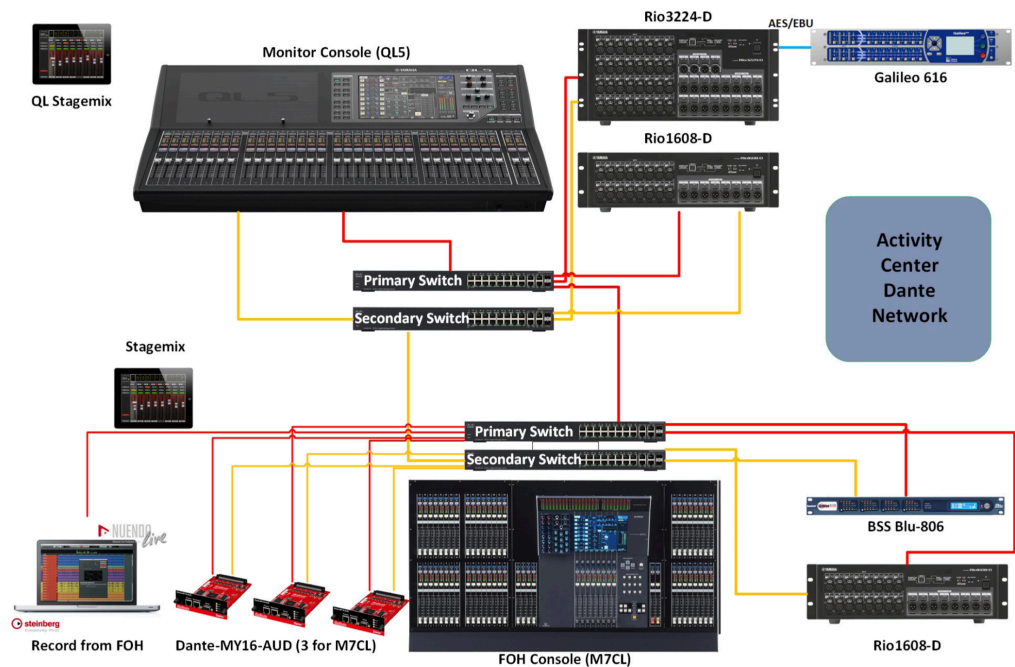 Rio3224-D
AES/EBU
Galileo 616
Monitor Console (QL5)
QL Stagemix
YAMAHA
QL5
Rio1608-D
Activity
Center
Dante
Network
Primary Switch
Secondary Switch
Stagemix
Primary Switch
Secondary Switch
NUENDO
live
BSS Blu-806
steinberg
Record from FOH
Dante-MY16-AUD (3 for M7CL)
FOH Console (M7CL)
Rio1608-D